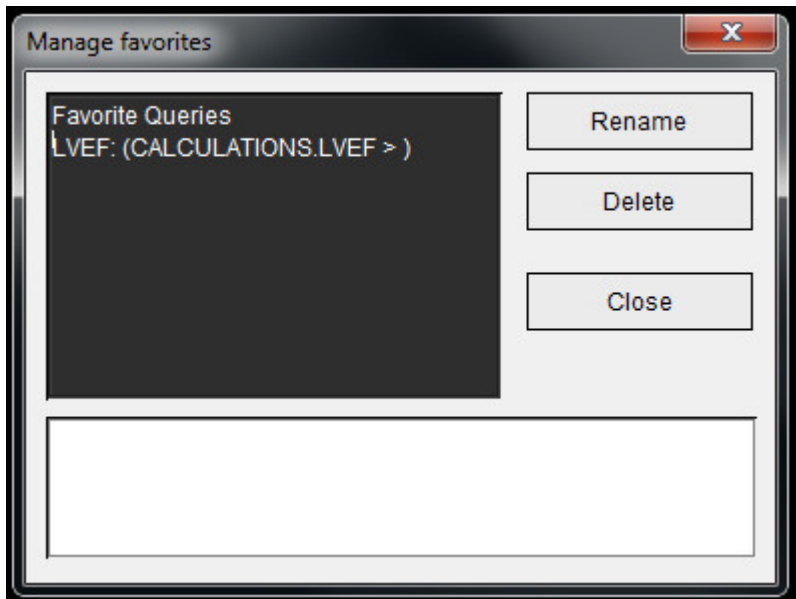 Manage favorites
Favorite Queries
LVEF: (CALCULATIONS.LVEF > )
Rename
Delete
Close